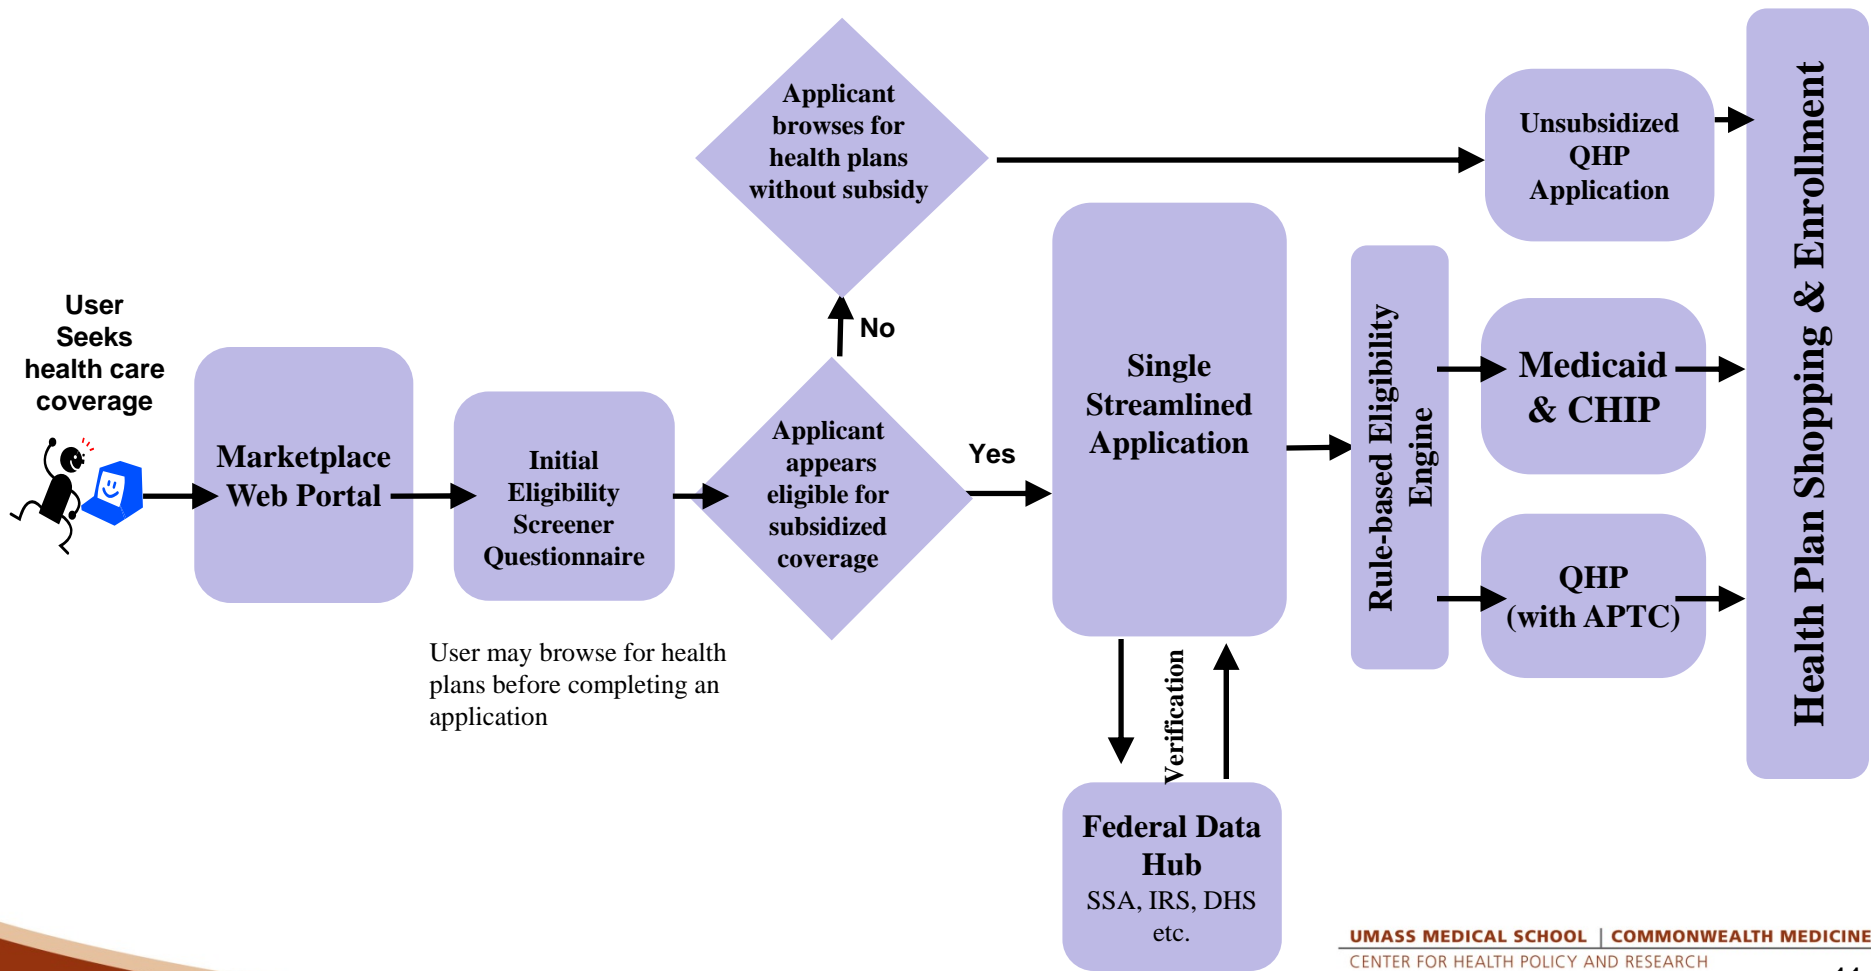 User
Seeks
health care
coverage
Marketplace
Web Portal
Initial
Eligibility
Screener
Questionnaire
User may browse for health
plans before completing an
application
Applicant
appears
eligible for
subsidized
coverage
No
Yes
Applicant
browses for
health plans
without subsidy
Single
Streamlined
Application
Verification
Federal Data
Hub
SSA, IRS, DHS
etc.
Rule-based Eligibility
Engine
Unsubsidized
QHP
Application
Medicaid
& CHIP
QHP
(with APTC)
Health Plan Shopping & Enrollment
UMASS MEDICAL SCHOOL | COMMONWEALTH MEDICINE
CENTER FOR HEALTH POLICY AND RESEARCH